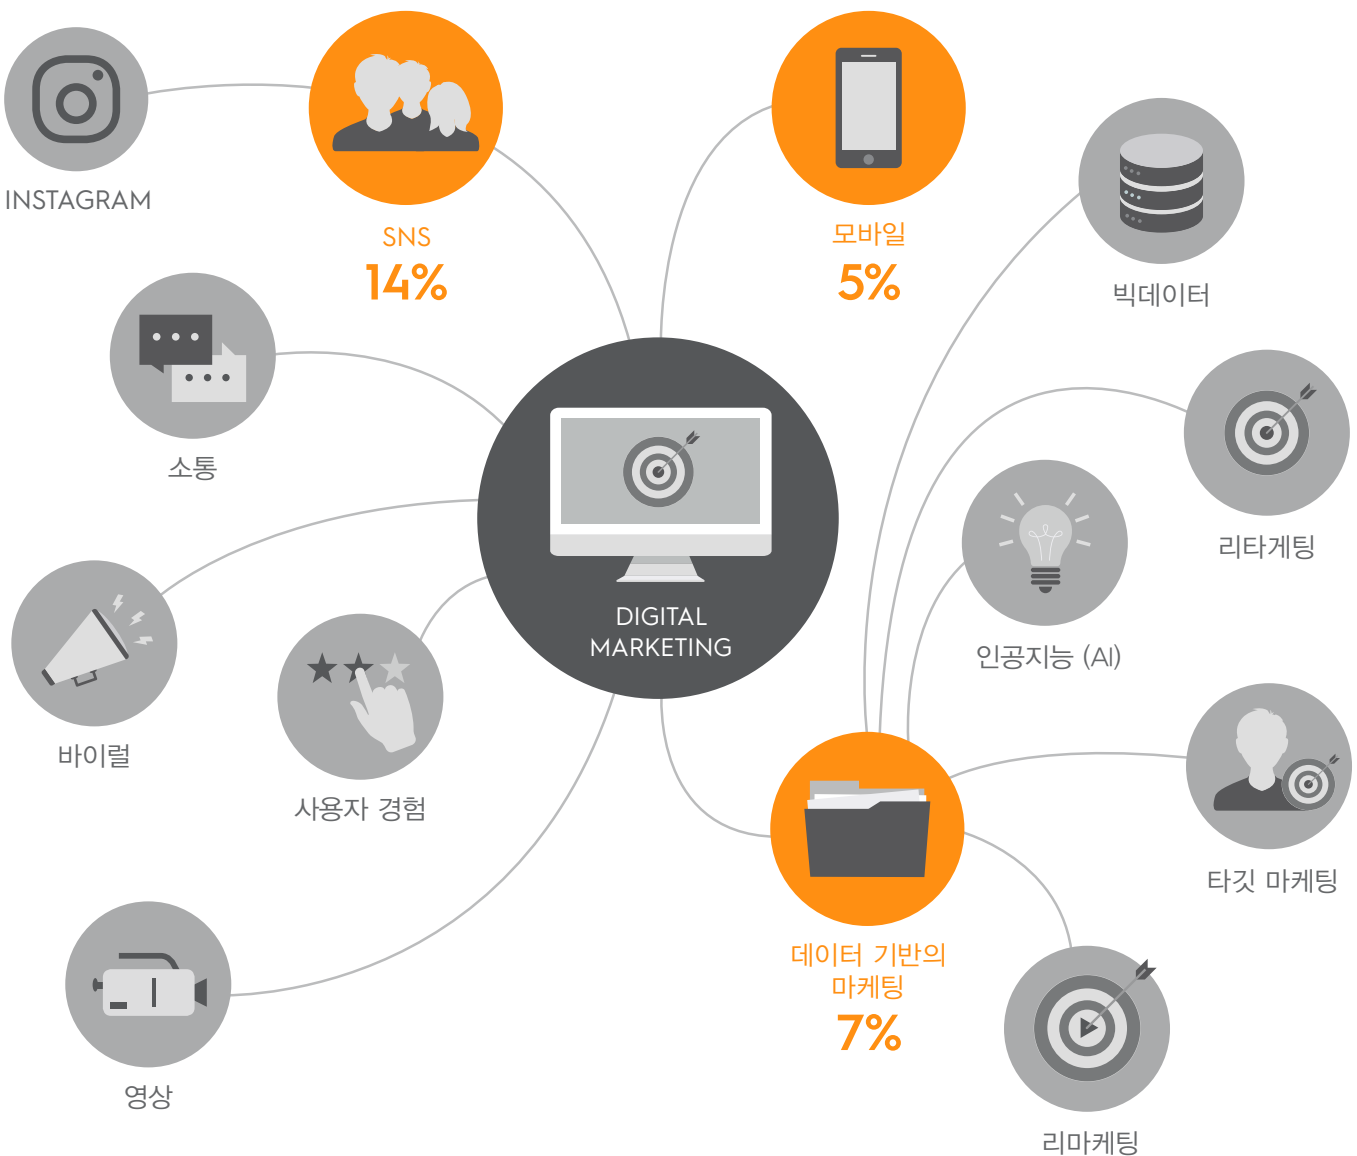 INSTAGRAM
SNS
14%
모바일
5%
빅데이터
소통
리타게팅
DIGITAL
MARKETING
인공지능 (AI)
바이럴
사용자 경험
타깃 마케팅
데이터 기반의
마케팅
7%
영상
리마케팅